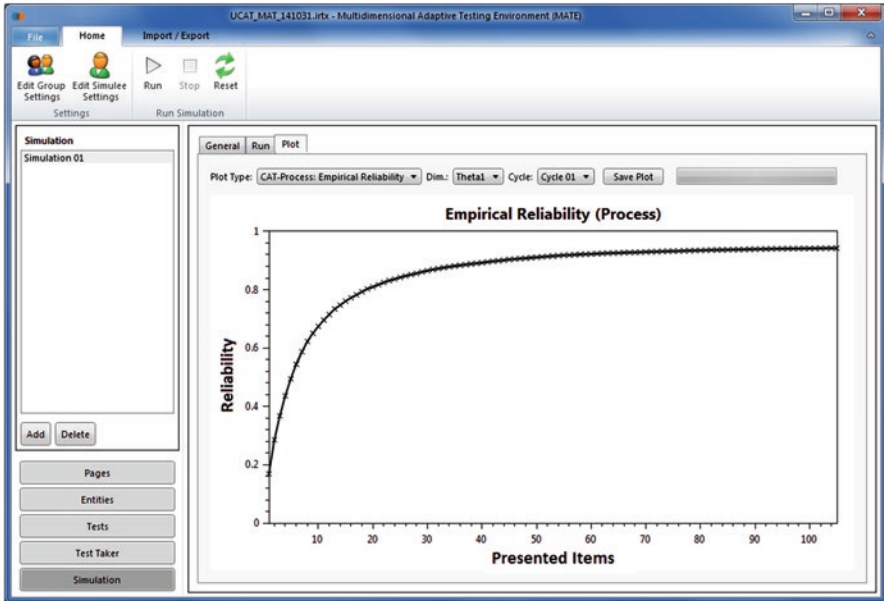 UCAT_MAT_141031.irtx - Multidimensional Adaptive Testing Environment (MATE)
File Home Import / Export
Edit Group Settings
Edit Simulee Settings
Run
Stop
Reset
Settings
Run Simulation
Simulation
Simulation 01
Add Delete
Pages
Entities
Tests
Test Taker
Simulation
General Run Plot
Plot Type: CAT-Process: Empirical Reliability Dim.: Theta1 Cycle: Cycle 01 Save Plot
Empirical Reliability (Process)
Reliability
1
0.8
0.6
0.4
0.2
0
10 20 30 40 50 60 70 80 90 100
Presented Items